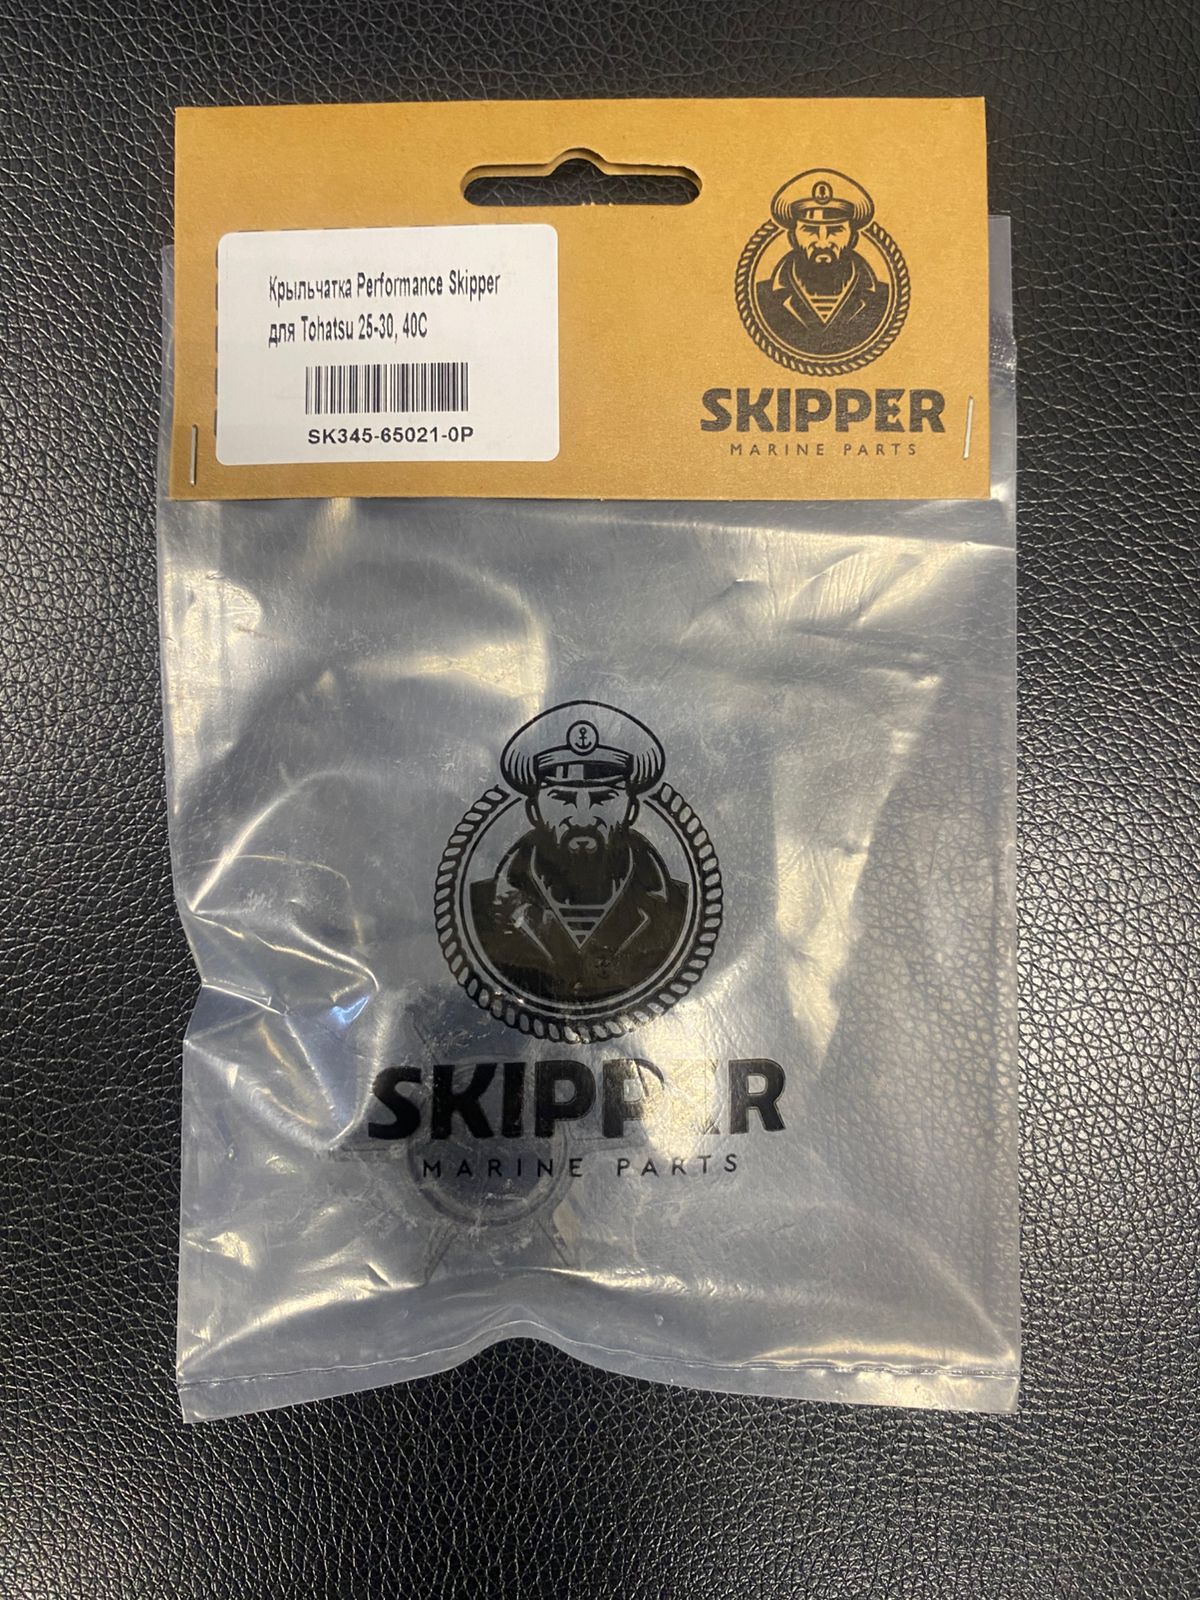 Крыльчатка Performance Skipper
для Tohatsu 25-30, 40C
SK345-65021-0P
SKIPPER
MARINE PARTS
SKIPPER
MARINE PARTS